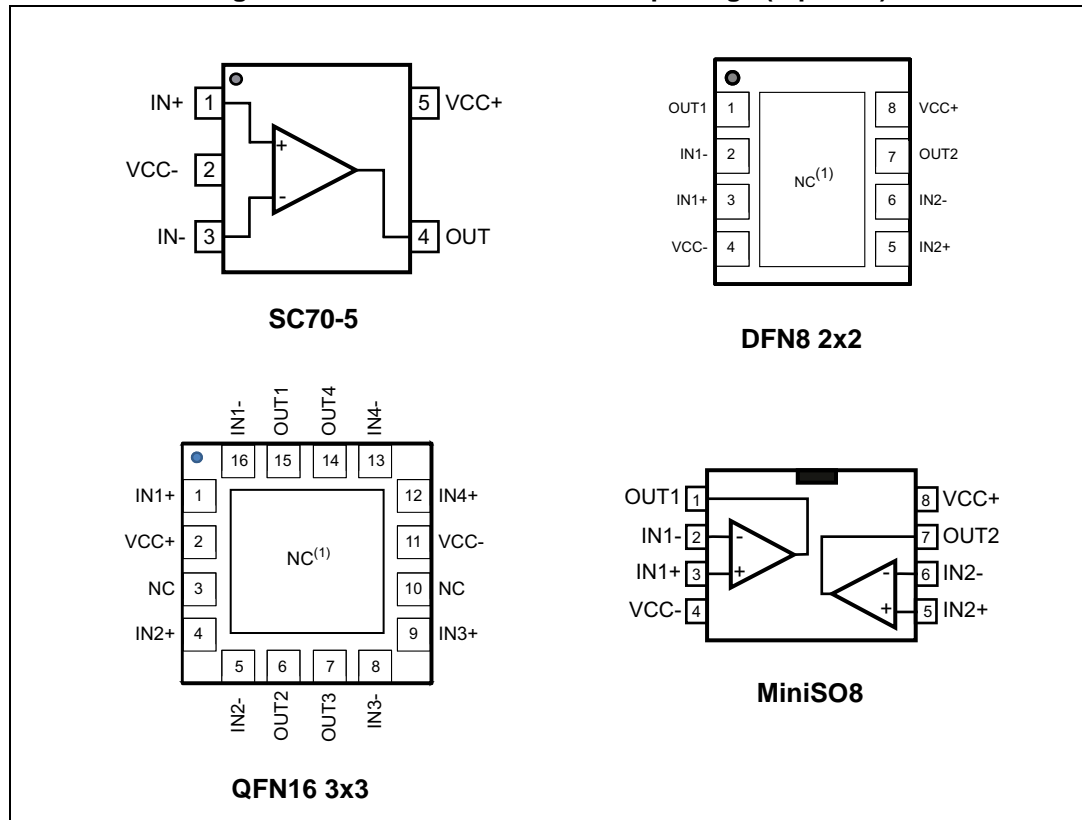 IN+ 1
VCC- 2
IN- 3
5 VCC+
4 OUT
+
-
SC70-5
OUT1 1
IN1- 2
IN1+ 3
VCC- 4
NC(1)
8 VCC+
7 OUT2
6 IN2-
5 IN2+
DFN8 2x2
IN1- OUT1 OUT4 IN4-
16 15 14 13
IN1+ 1
VCC+ 2
NC 3
IN2+ 4
NC(1)
12 IN4+
11 VCC-
10 NC
9 IN3+
5 6 7 8
IN2- OUT2 OUT3 IN3-
QFN16 3x3
OUT1 1
IN1- 2 -
IN1+ 3 +
VCC- 4
8 VCC+
7 OUT2
- 6 IN2-
+ 5 IN2+
MiniSO8